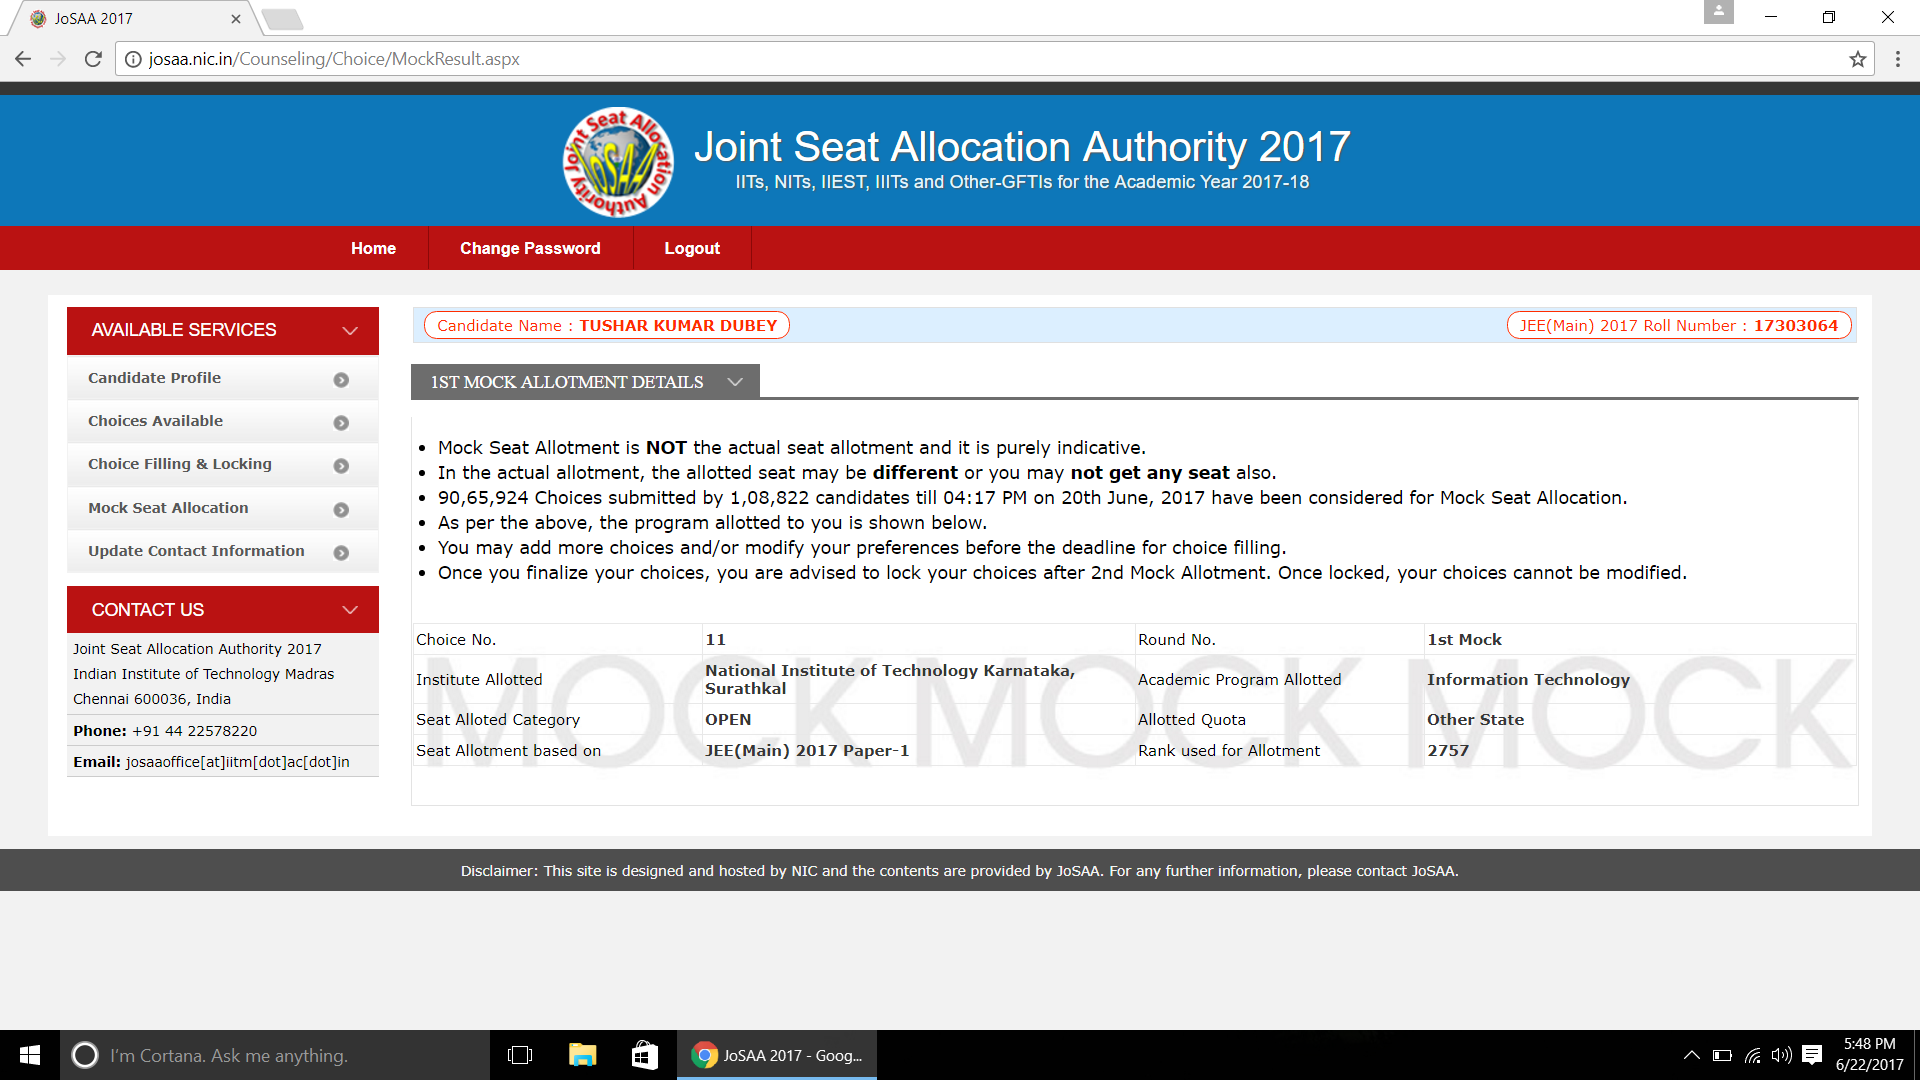 JoSAA 2017
josaa.nic.in/Counseling/Choice/MockResult.aspx
Joint Seat Allocation Authority
JoSAA
Joint Seat Allocation Authority 2017
IITs, NITs, IIEST, IIITs and Other-GFTIs for the Academic Year 2017-18
Home Change Password Logout
AVAILABLE SERVICES
Candidate Profile
Choices Available
Choice Filling & Locking
Mock Seat Allocation
Update Contact Information
CONTACT US
Joint Seat Allocation Authority 2017
Indian Institute of Technology Madras
Chennai 600036, India
Phone: +91 44 22578220
Email: josaaoffice[at]iitm[dot]ac[dot]in
Candidate Name : TUSHAR KUMAR DUBEY JEE(Main) 2017 Roll Number : 17303064
1ST MOCK ALLOTMENT DETAILS
• Mock Seat Allotment is NOT the actual seat allotment and it is purely indicative.
• In the actual allotment, the allotted seat may be different or you may not get any seat also.
• 90,65,924 Choices submitted by 1,08,822 candidates till 04:17 PM on 20th June, 2017 have been considered for Mock Seat Allocation.
• As per the above, the program allotted to you is shown below.
• You may add more choices and/or modify your preferences before the deadline for choice filling.
• Once you finalize your choices, you are advised to lock your choices after 2nd Mock Allotment. Once locked, your choices cannot be modified.
Choice No. 11 Round No. 1st Mock
Institute Allotted National Institute of Technology Karnataka, Surathkal Academic Program Allotted Information Technology
Seat Alloted Category OPEN Allotted Quota Other State
Seat Allotment based on JEE(Main) 2017 Paper-1 Rank used for Allotment 2757
MOCK MOCK MOCK
Disclaimer: This site is designed and hosted by NIC and the contents are provided by JoSAA. For any further information, please contact JoSAA.
I'm Cortana. Ask me anything.
JoSAA 2017 - Goog...
5:48 PM
6/22/2017